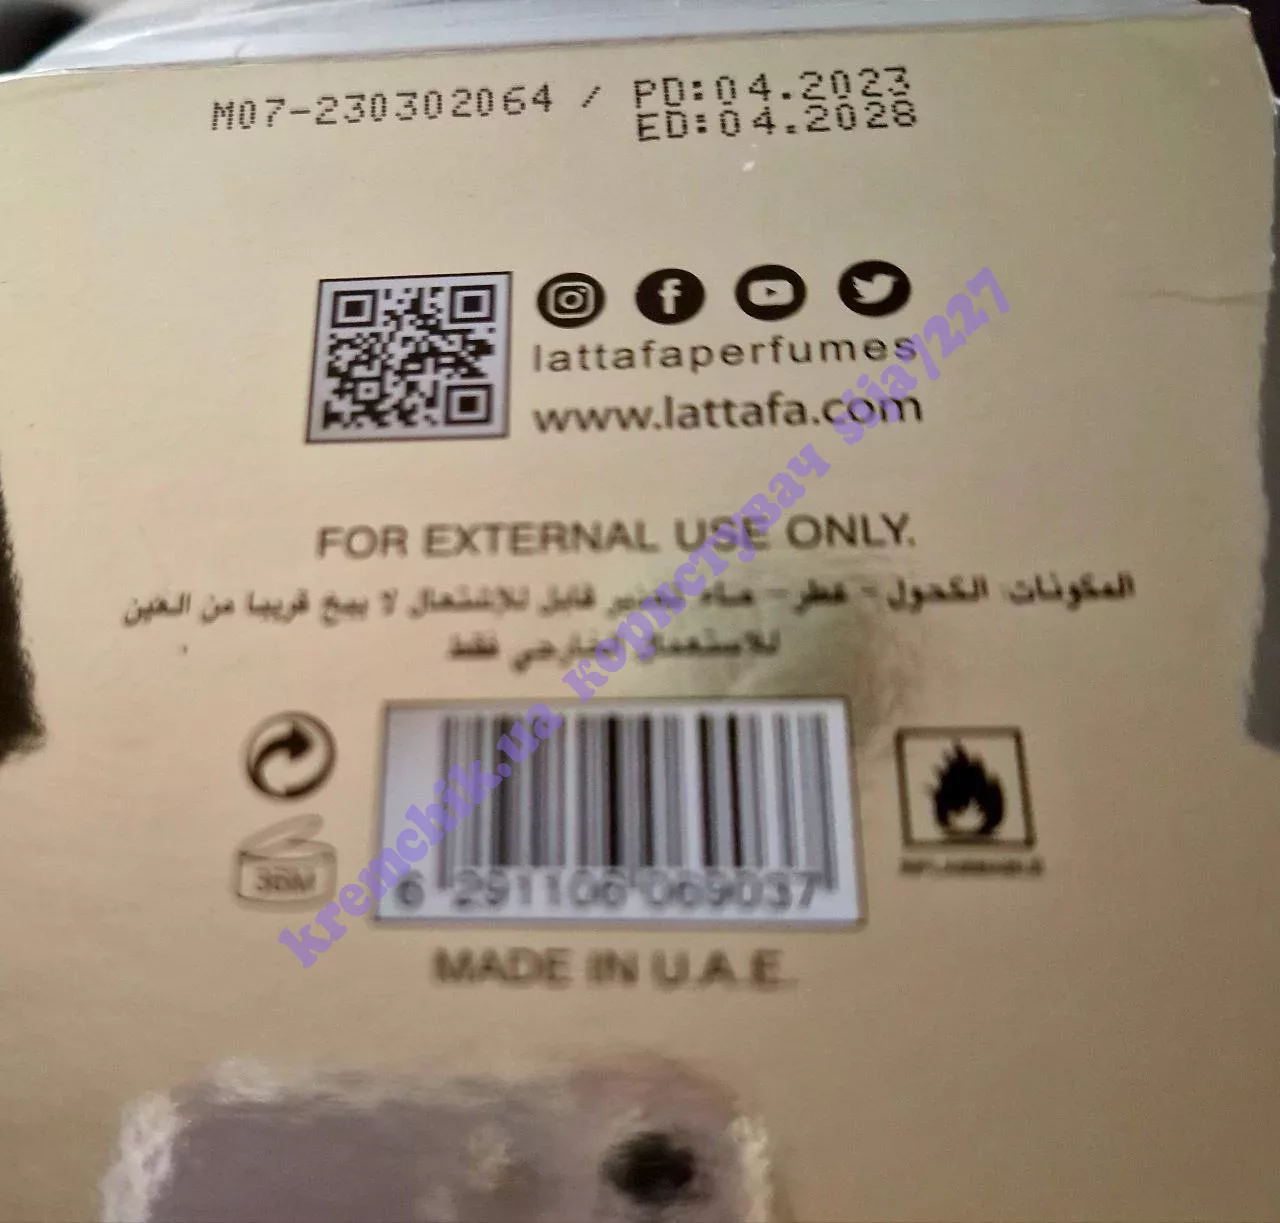 M07-230302064 / PD:04.2023
ED:04.2028
lattafaperfumes
www.lattafa.com
FOR EXTERNAL USE ONLY.
المكونات: الكحول - عطر - ماء تحذير قابل للإشتعال لا يبخ قريبا من العين
للاستعمال الخارجي فقط
36M
6 291106 069037
MADE IN U.A.E.
kremchik.ua користувач siia7227